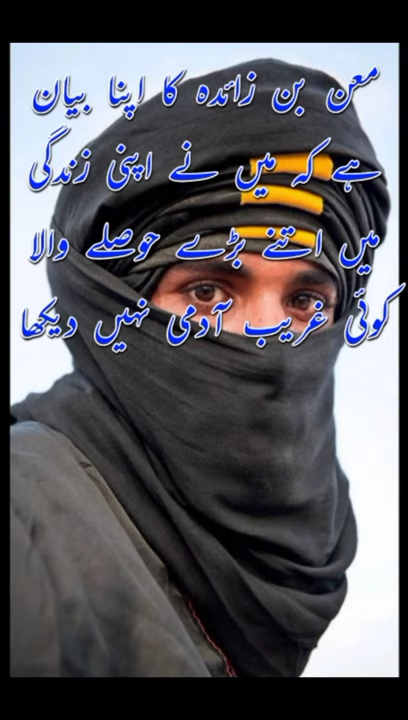 معن بن زائدہ کا اپنا بیان
ہے کہ میں نے اپنی زندگی
میں اتنے بڑے حوصلے والا
کوئی غریب آدمی نہیں دیکھا